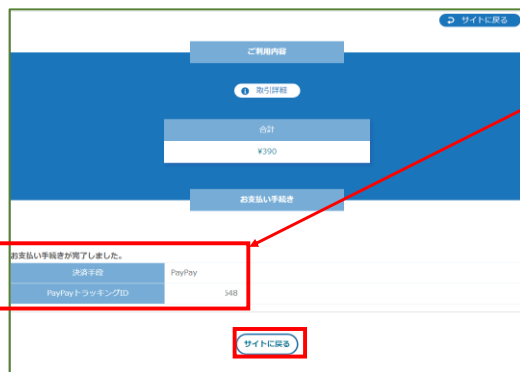 サイトに戻る
ご利用内容
取引詳細
合計
¥390
お支払い手続き
お支払い手続きが完了しました。
決済手段 PayPay
PayPayトラッキングID 548
サイトに戻る